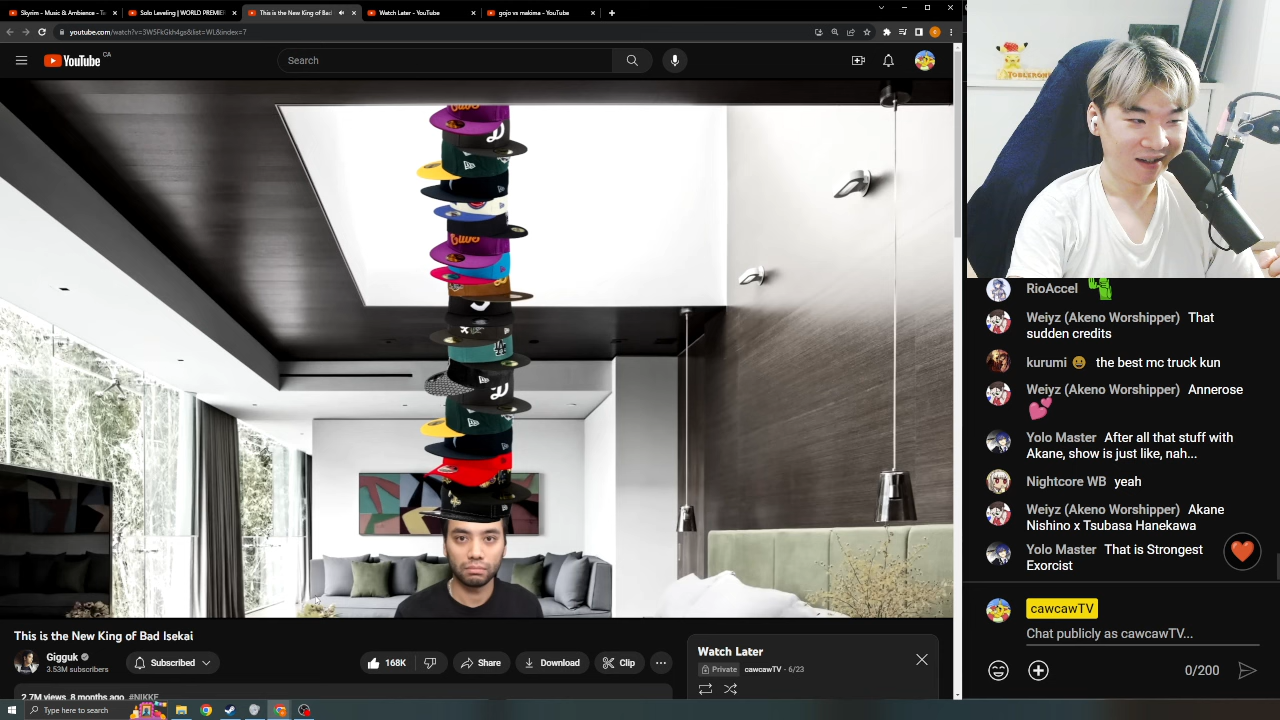 Skyrim - Music & Ambience - Te
Solo Leveling | WORLD PREMIE
This is the New King of Bad Is
Watch Later - YouTube
gojo vs makima - YouTube
youtube.com/watch?v=3W5FkGkh4gs&list=WL&index=7
YouTube CA
Search
TOBLERONE
RioAccel
Weiyz (Akeno Worshipper) That
sudden credits
kurumi the best mc truck kun
Weiyz (Akeno Worshipper) Annerose
Yolo Master After all that stuff with
Akane, show is just like, nah...
Nightcore WB yeah
Weiyz (Akeno Worshipper) Akane
Nishino x Tsubasa Hanekawa
Yolo Master That is Strongest
Exorcist
cawcawTV
Chat publicly as cawcawTV...
0/200
This is the New King of Bad Isekai
Gigguk
3.53M subscribers
Subscribed
168K
Share
Download
Clip
Watch Later
Private cawcawTV - 6/23
2.7M views 8 months ago #NIKKE
Type here to search